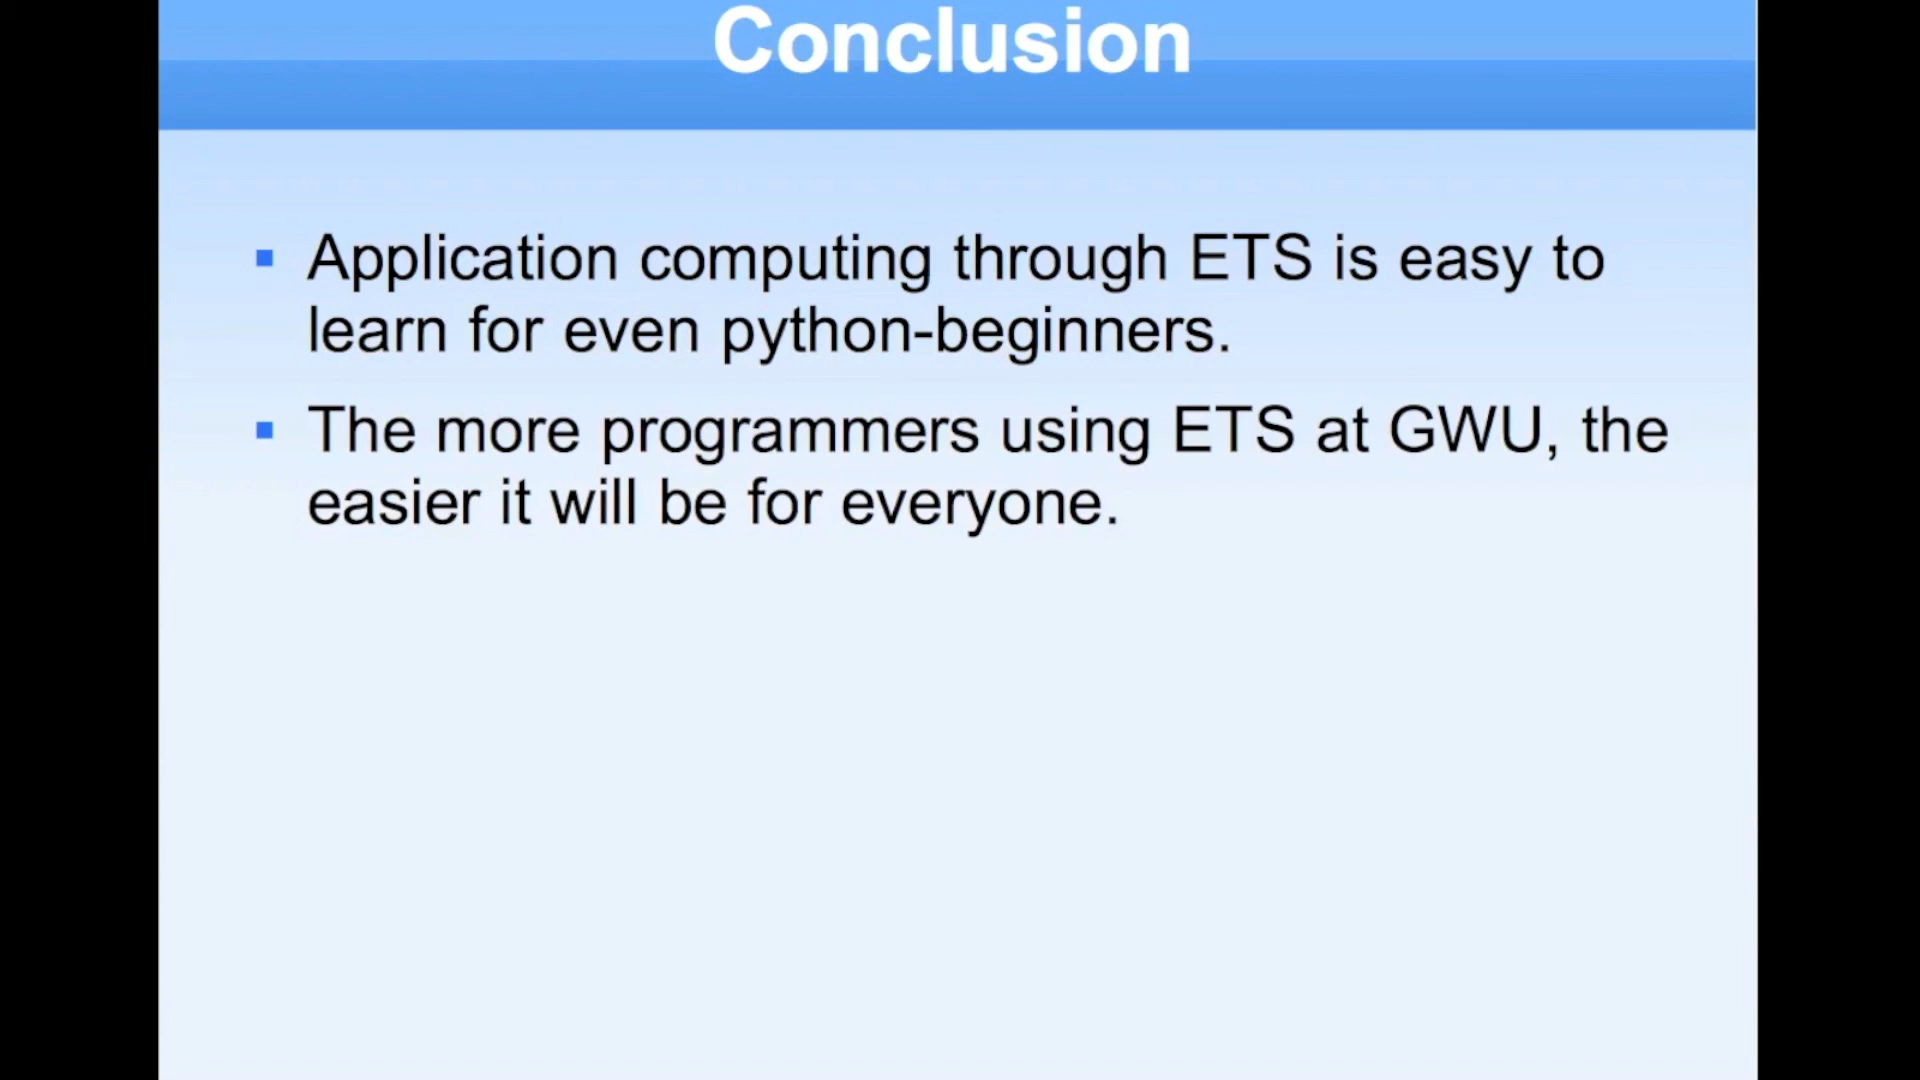 Conclusion
Application computing through ETS is easy to
learn for even python-beginners.
The more programmers using ETS at GWU, the
easier it will be for everyone.